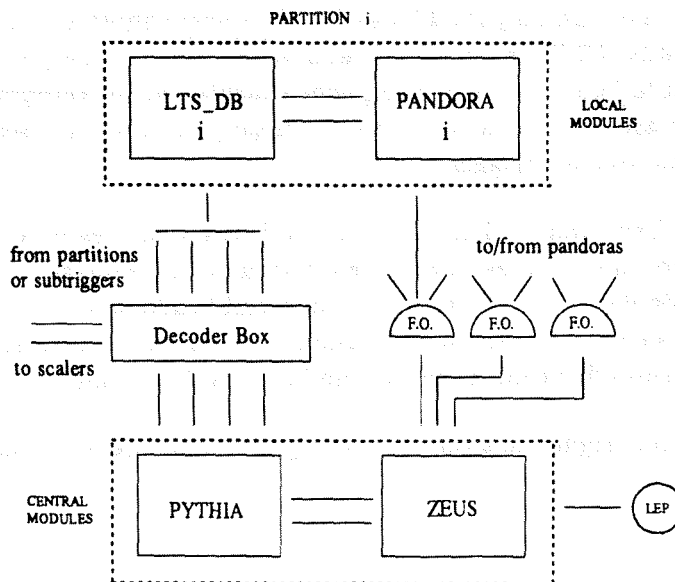 PARTITION i
LTS_DB
i
PANDORA
i
LOCAL
MODULES
from partitions
or subtriggers
to/from pandoras
F.O.
F.O.
F.O.
Decoder Box
to scalers
CENTRAL
MODULES
PYTHIA
ZEUS
LEP